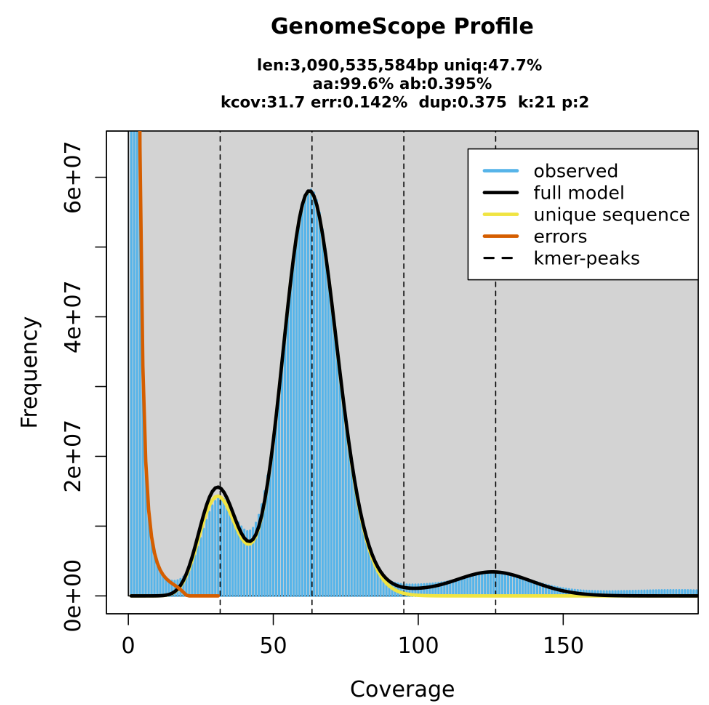 GenomeScope Profile
len:3,090,535,584bp uniq:47.7%
aa:99.6% ab:0.395%
kcov:31.7 err:0.142% dup:0.375 k:21 p:2
observed
full model
unique sequence
errors
kmer-peaks
Frequency
6e+07
4e+07
2e+07
0e+00
0 50 100 150
Coverage